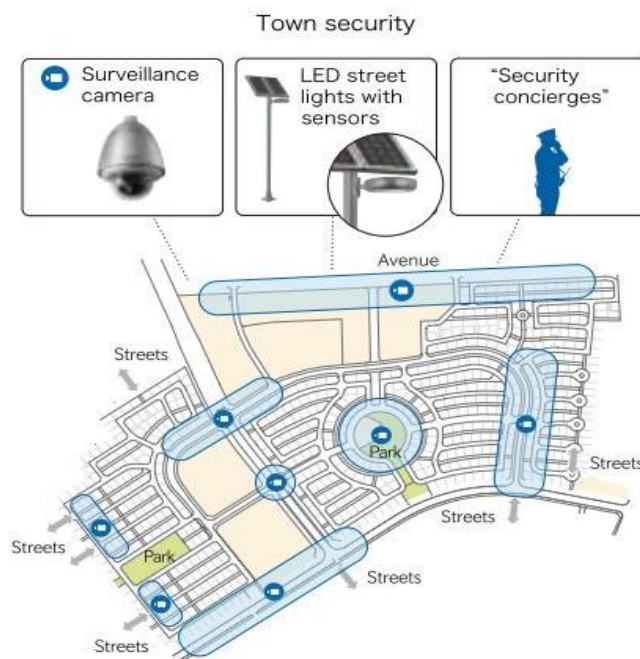 Town security
Surveillance
camera
LED street
lights with
sensors
“Security
concierges”
Avenue
Streets
Park
Streets
Streets
Streets
Park
Streets
Streets